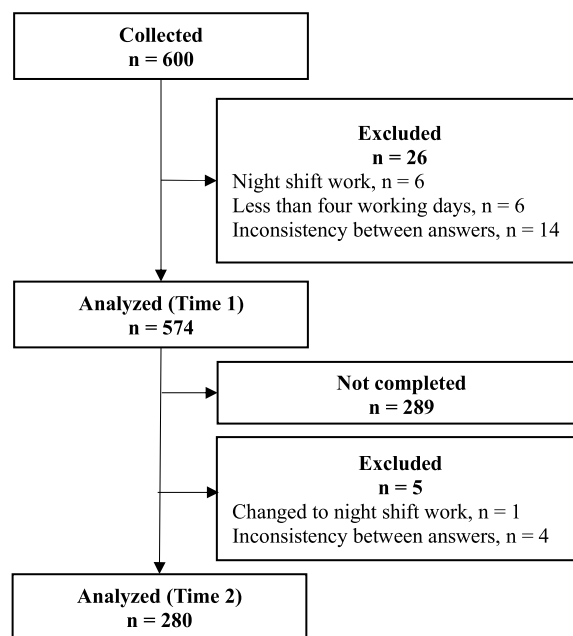 Collected
n = 600
Excluded
n = 26
Night shift work, n = 6
Less than four working days, n = 6
Inconsistency between answers, n = 14
Analyzed (Time 1)
n = 574
Not completed
n = 289
Excluded
n = 5
Changed to night shift work, n = 1
Inconsistency between answers, n = 4
Analyzed (Time 2)
n = 280